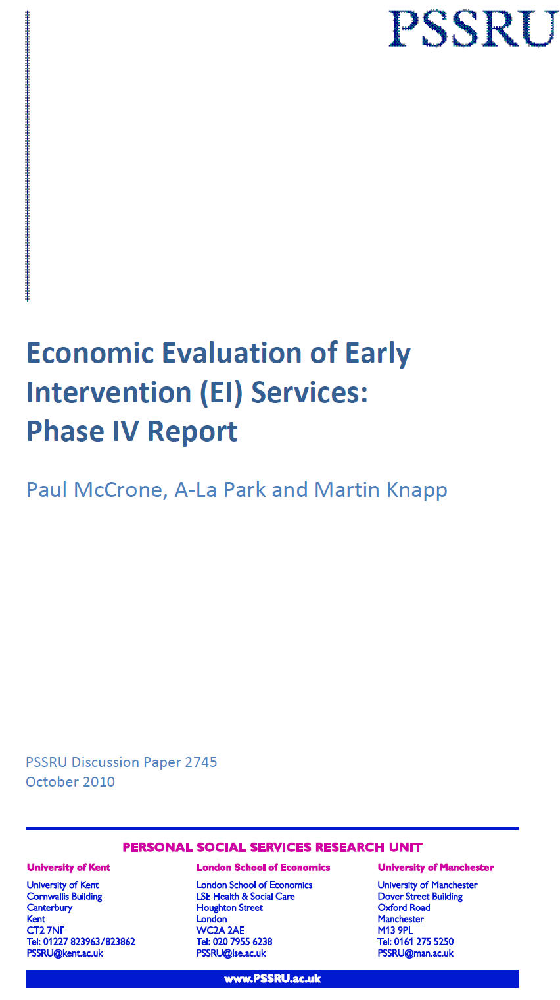 PSSRU
Economic Evaluation of Early
Intervention (EI) Services:
Phase IV Report
Paul McCrone, A-La Park and Martin Knapp
PSSRU Discussion Paper 2745
October 2010
PERSONAL SOCIAL SERVICES RESEARCH UNIT
University of Kent
University of Kent
Cornwallis Building
Canterbury
Kent
CT2 7NF
Tel: 01227 823963/823862
PSSRU@kent.ac.uk
London School of Economics
London School of Economics
LSE Health & Social Care
Houghton Street
London
WC2A 2AE
Tel: 020 7955 6238
PSSRU@lse.ac.uk
University of Manchester
University of Manchester
Dover Street Building
Oxford Road
Manchester
M13 9PL
Tel: 0161 275 5250
PSSRU@man.ac.uk
www.PSSRU.ac.uk